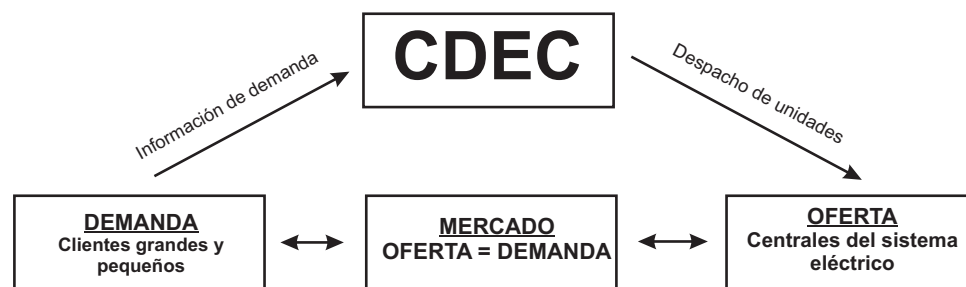 CDEC
Información de demanda
Despacho de unidades
DEMANDA
Clientes grandes y
pequeños
MERCADO
OFERTA = DEMANDA
OFERTA
Centrales del sistema
eléctrico